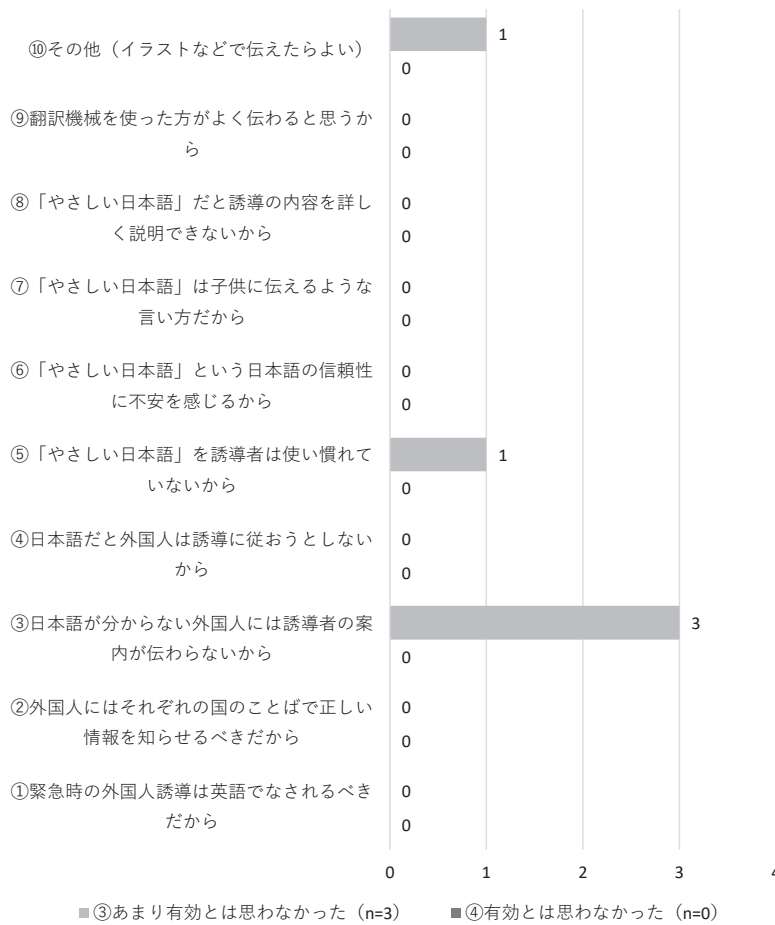 ⑩その他（イラストなどで伝えたらよい）
1
0
⑨翻訳機械を使った方がよく伝わると思うか
ら
0
0
⑧「やさしい日本語」だと誘導の内容を詳し
く説明できないから
0
0
⑦「やさしい日本語」は子供に伝えるような
言い方だから
0
0
⑥「やさしい日本語」という日本語の信頼性
に不安を感じるから
0
0
⑤「やさしい日本語」を誘導者は使い慣れて
いないから
1
0
④日本語だと外国人は誘導に従おうとしない
から
0
0
③日本語が分からない外国人には誘導者の案
内が伝わらないから
3
0
②外国人にはそれぞれの国のことばで正しい
情報を知らせるべきだから
0
0
①緊急時の外国人誘導は英語でなされるべき
だから
0
0
0 1 2 3 4
③あまり有効とは思わなかった（n=3） ④有効とは思わなかった（n=0）